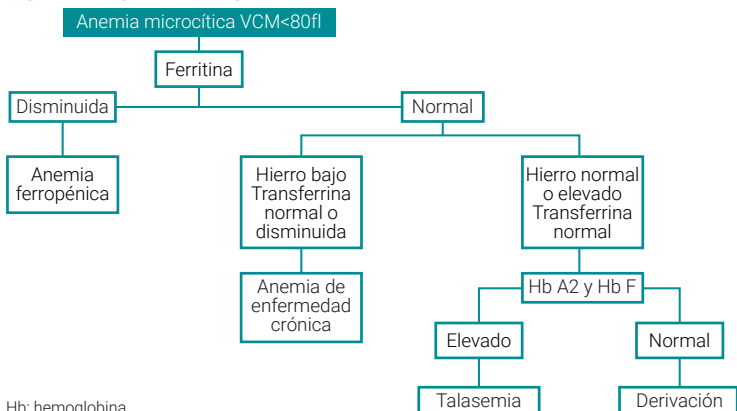 Anemia microcítica VCM<80fl
Ferritina
Disminuida
Normal
Anemia
ferropénica
Hierro bajo
Transferrina
normal o
disminuida
Hierro normal
o elevado
Transferrina
normal
Anemia de
enfermedad
crónica
Hb A2 y Hb F
Elevado
Normal
Talasemia
Derivación
Hb: hemoglobina